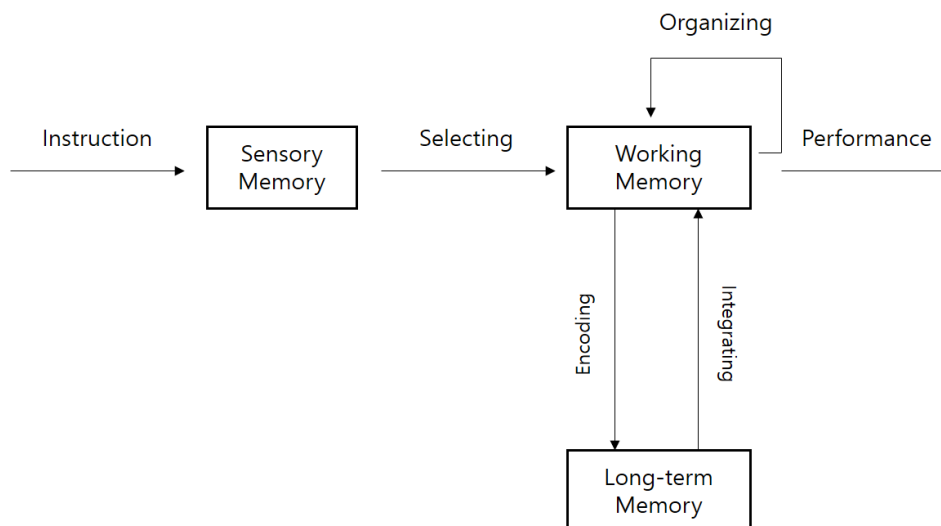 Organizing
Instruction
Sensory
Memory
Selecting
Working
Memory
Performance
Encoding
Integrating
Long-term
Memory